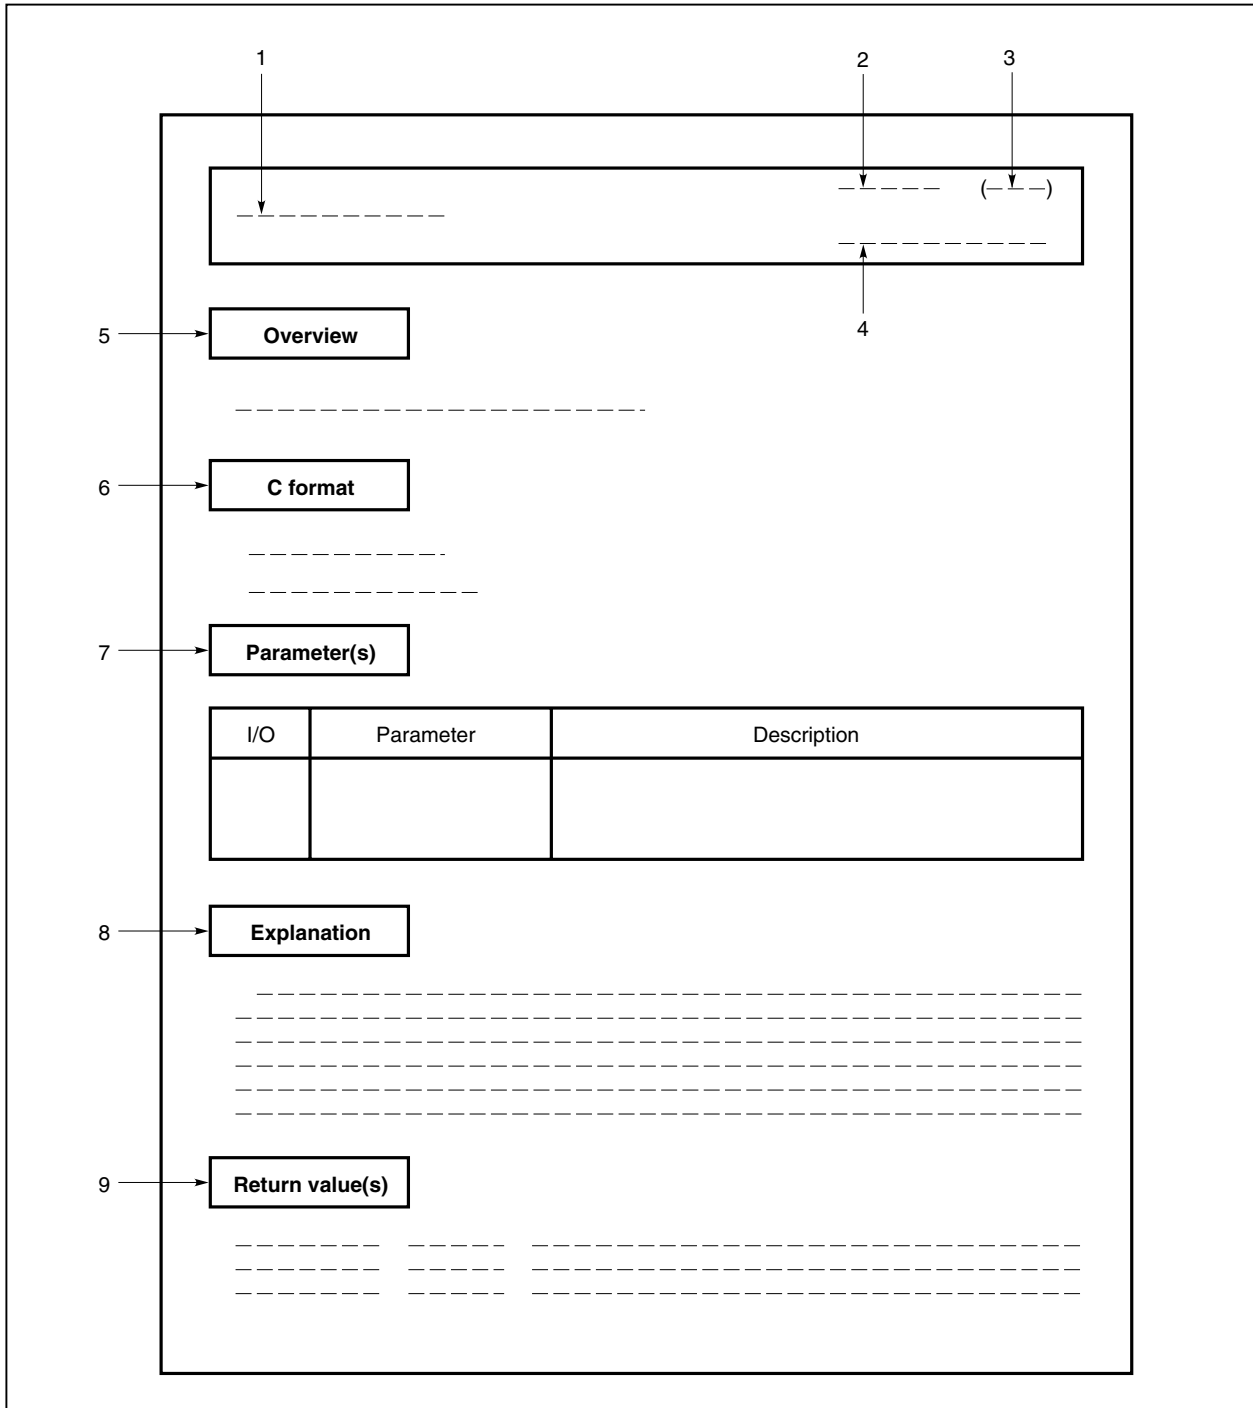 1 2 3
( )
4
5 Overview
6 C format
7 Parameter(s)
I/O Parameter Description
8 Explanation
9 Return value(s)